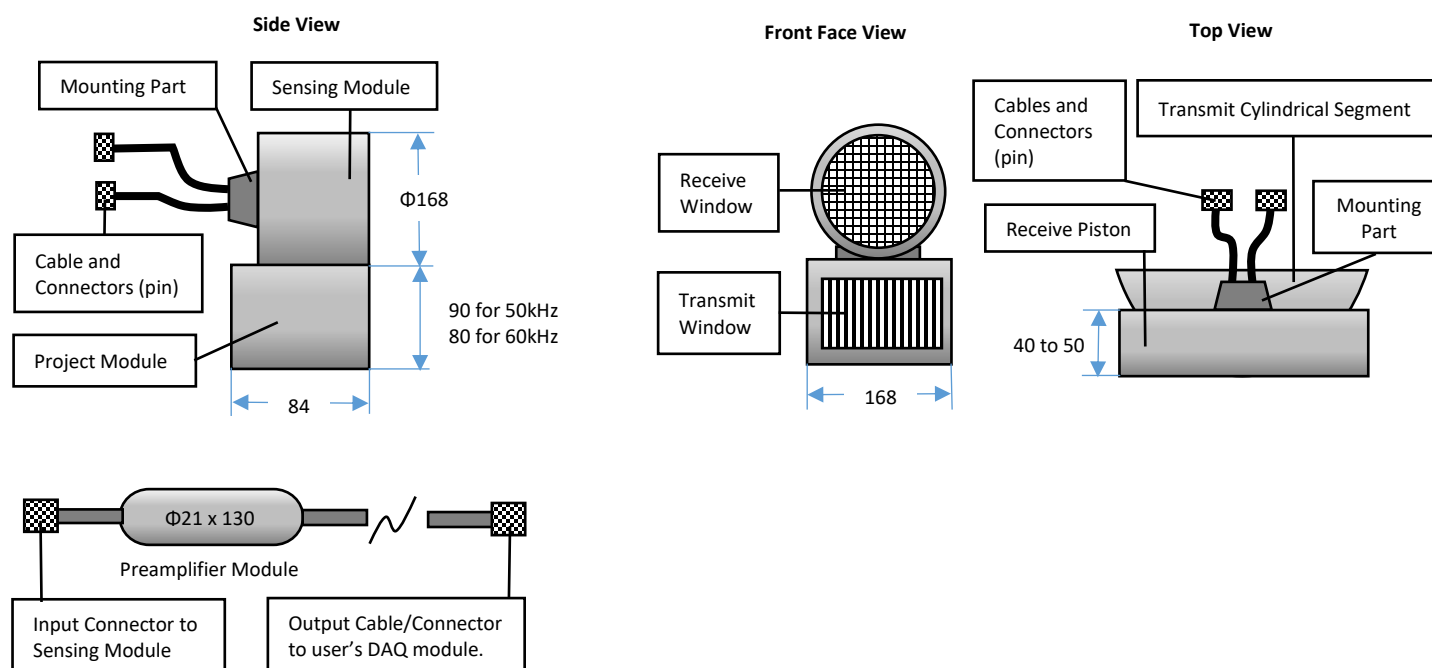 Side View
Mounting Part
Sensing Module
Φ168
Cable and
Connectors (pin)
90 for 50kHz
80 for 60kHz
Project Module
84
Front Face View
Receive
Window
Transmit
Window
168
Top View
Cables and
Connectors
(pin)
Transmit Cylindrical Segment
Receive Piston
Mounting
Part
40 to 50
Φ21 x 130
Preamplifier Module
Input Connector to
Sensing Module
Output Cable/Connector
to user’s DAQ module.